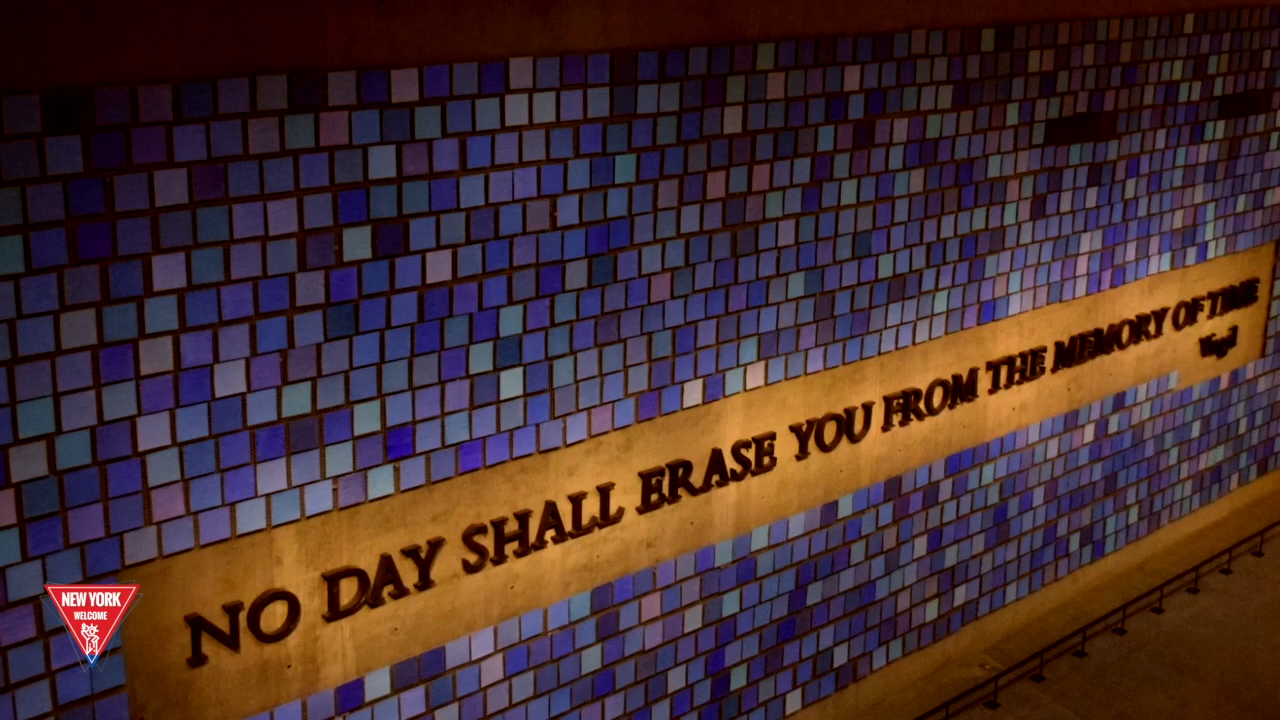 NO DAY SHALL ERASE YOU FROM THE MEMORY OF TIME
Virgil
NEW YORK
WELCOME